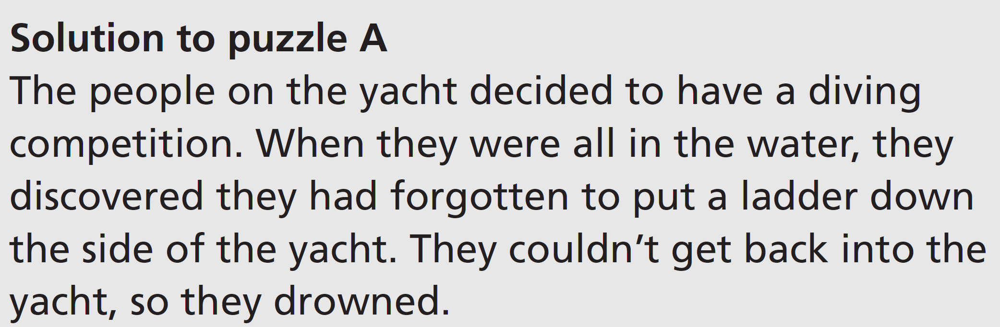 Solution to puzzle A
The people on the yacht decided to have a diving
competition. When they were all in the water, they
discovered they had forgotten to put a ladder down
the side of the yacht. They couldn’t get back into the
yacht, so they drowned.